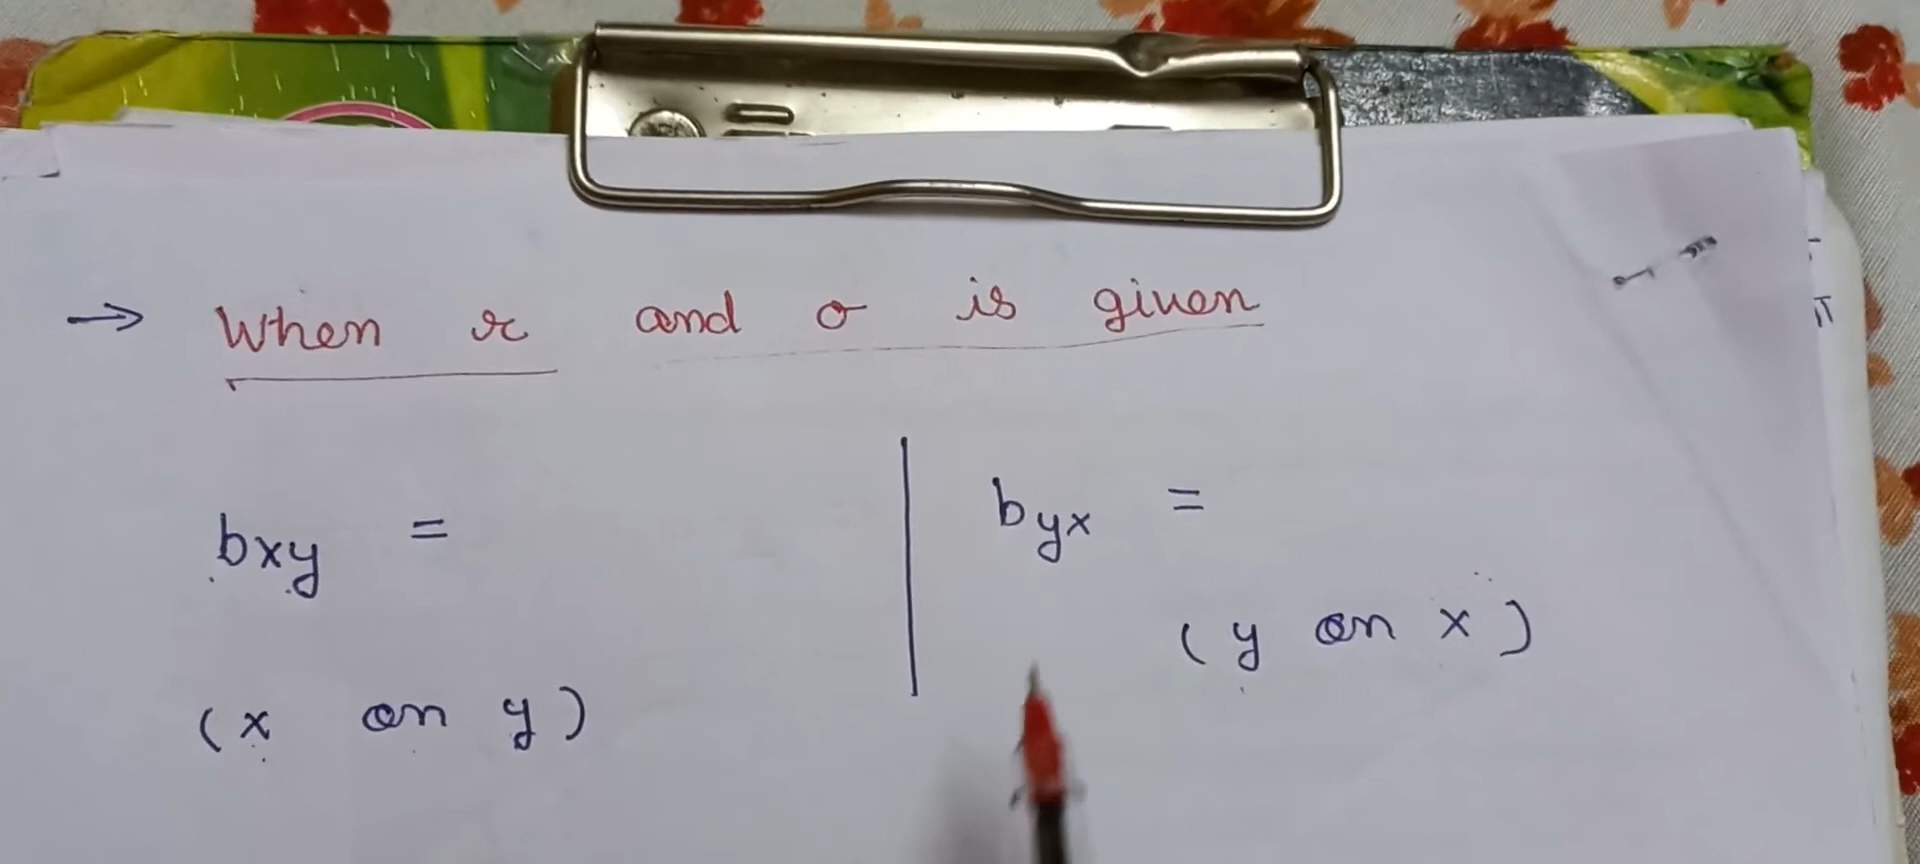 → When r and σ is given
bxy =
(x on y)
byx =
(y on x)